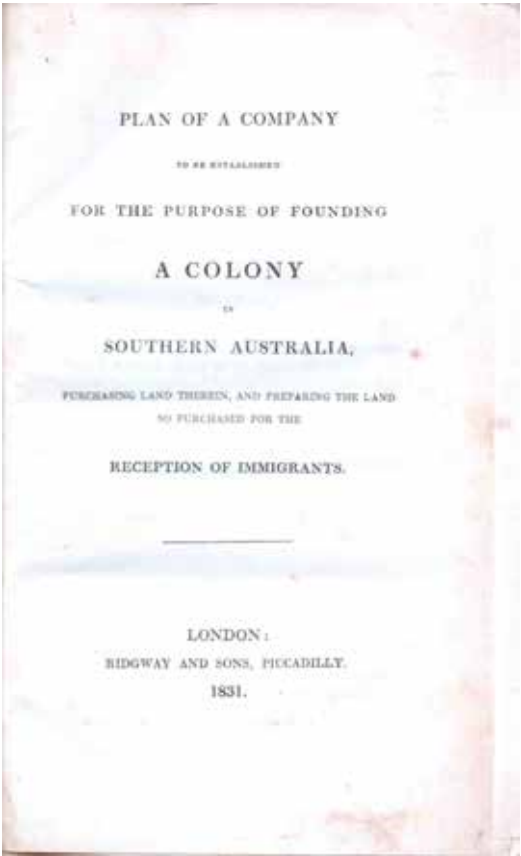 PLAN OF A COMPANY
TO BE ESTABLISHED
FOR THE PURPOSE OF FOUNDING
A COLONY
IN
SOUTHERN AUSTRALIA,
PURCHASING LAND THEREIN, AND PREPARING THE LAND
SO PURCHASED FOR THE
RECEPTION OF IMMIGRANTS.
LONDON:
RIDGWAY AND SONS, PICCADILLY.
1831.